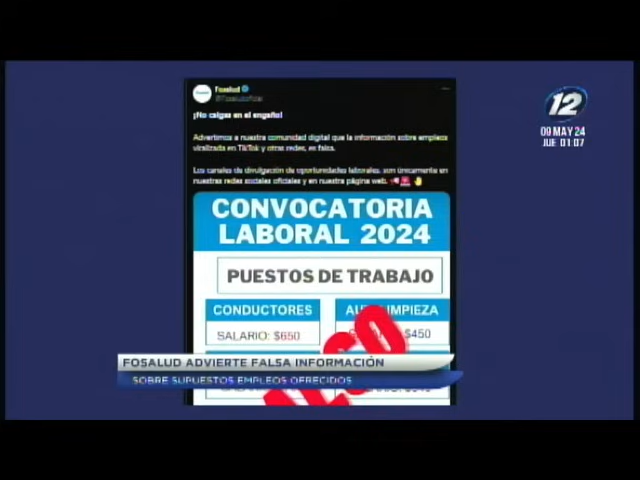 Fosalud
¡No caigas en el engaño!
Advertimos a nuestra comunidad digital que la información sobre empleos
viralizada en TikTok y otras redes, es falsa.
Los canales de divulgación de oportunidades laborales, son únicamente en
nuestras redes sociales oficiales y en nuestra página web.
12
09 MAY 24
JUE 01:07
CONVOCATORIA
LABORAL 2024
PUESTOS DE TRABAJO
CONDUCTORES
SALARIO: $650
LIMPIEZA
$450
FOSALUD ADVIERTE FALSA INFORMACIÓN
SOBRE SUPUESTOS EMPLEOS OFRECIDOS